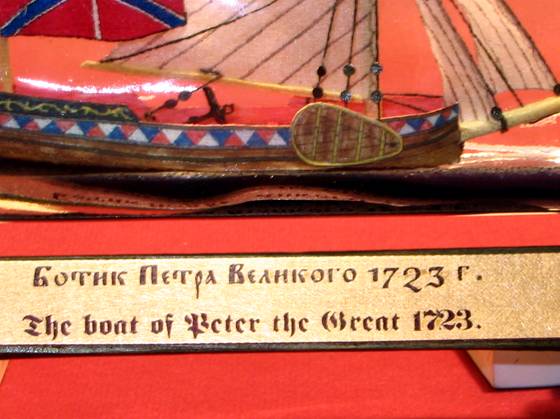 Ботик Петра Великого 1723 г.
The boat of Peter the Great 1723.